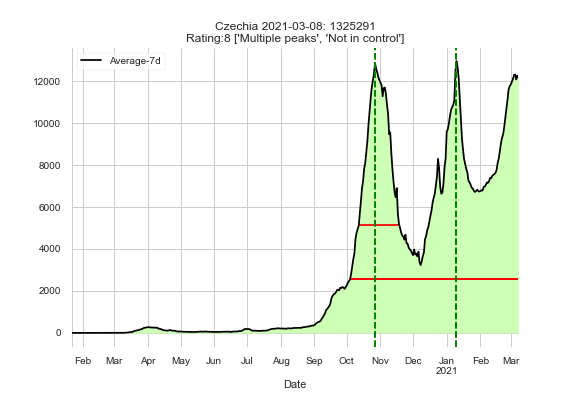 Czechia 2021-03-08: 1325291
Rating:8 ['Multiple peaks', 'Not in control']
Average-7d
12000
10000
8000
6000
4000
2000
0
Feb Mar Apr May Jun Jul Aug Sep Oct Nov Dec Jan Feb Mar
2021
Date